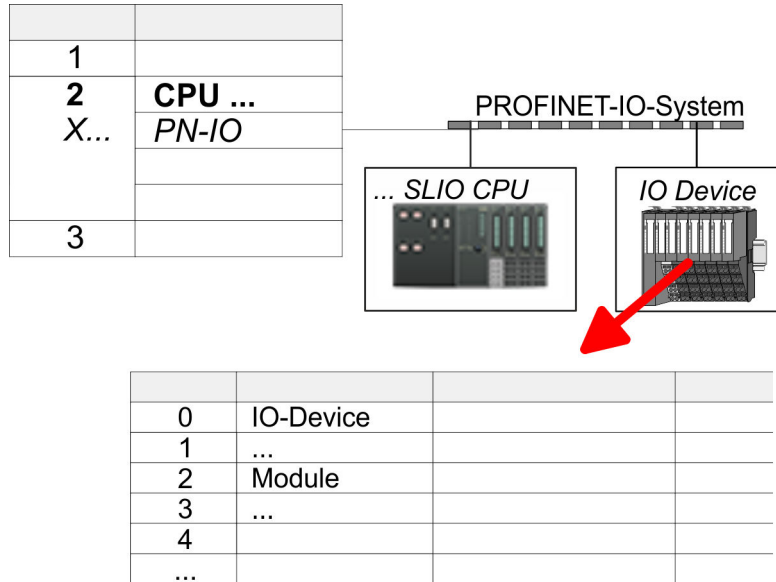 1
2 CPU ...
X... PN-IO
3
PROFINET-IO-System
... SLIO CPU
IO Device
0 IO-Device
1 ...
2 Module
3 ...
4
...